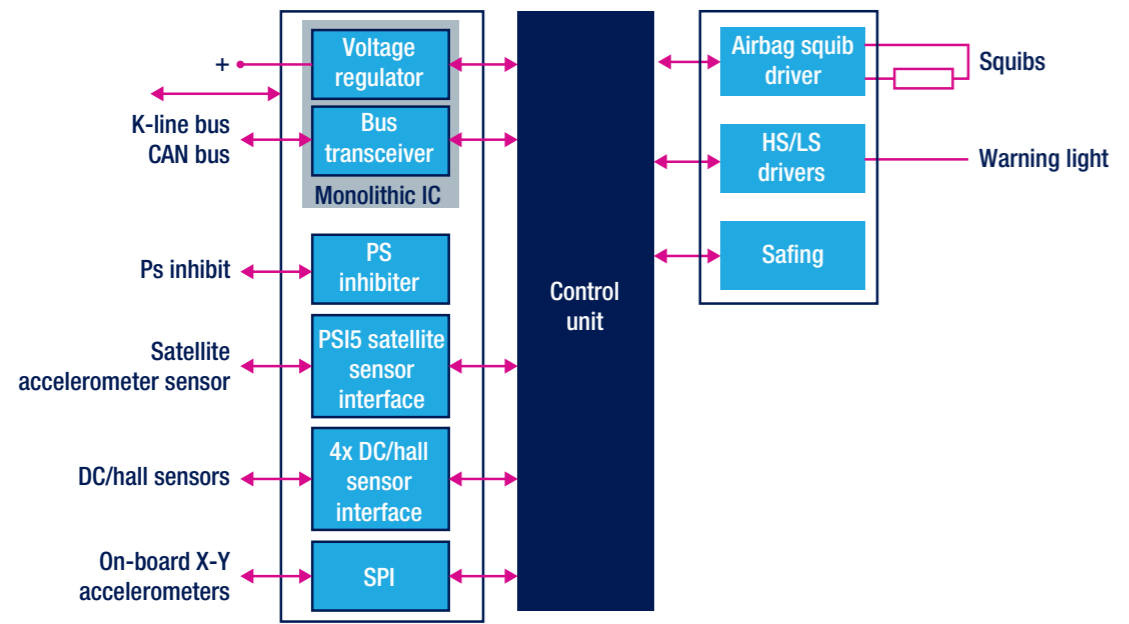 +
K-line bus
CAN bus
Voltage
regulator
Bus
transceiver
Monolithic IC
Ps inhibit
PS
inhibiter
Satellite
accelerometer sensor
PSI5 satellite
sensor
interface
DC/hall sensors
4x DC/hall
sensor
interface
On-board X-Y
accelerometers
SPI
Control
unit
Airbag squib
driver
Squibs
HS/LS
drivers
Warning light
Safing